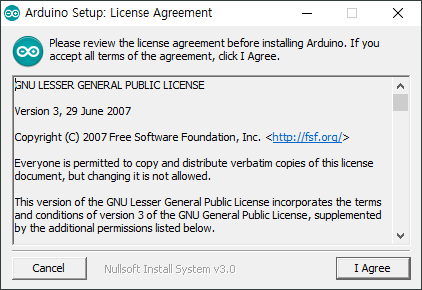 Arduino Setup: License Agreement
Please review the license agreement before installing Arduino. If you
accept all terms of the agreement, click I Agree.
GNU LESSER GENERAL PUBLIC LICENSE
Version 3, 29 June 2007
Copyright (C) 2007 Free Software Foundation, Inc. <http://fsf.org/>
Everyone is permitted to copy and distribute verbatim copies of this license
document, but changing it is not allowed.
This version of the GNU Lesser General Public License incorporates the terms
and conditions of version 3 of the GNU General Public License, supplemented
by the additional permissions listed below.
Cancel
Nullsoft Install System v3.0
I Agree